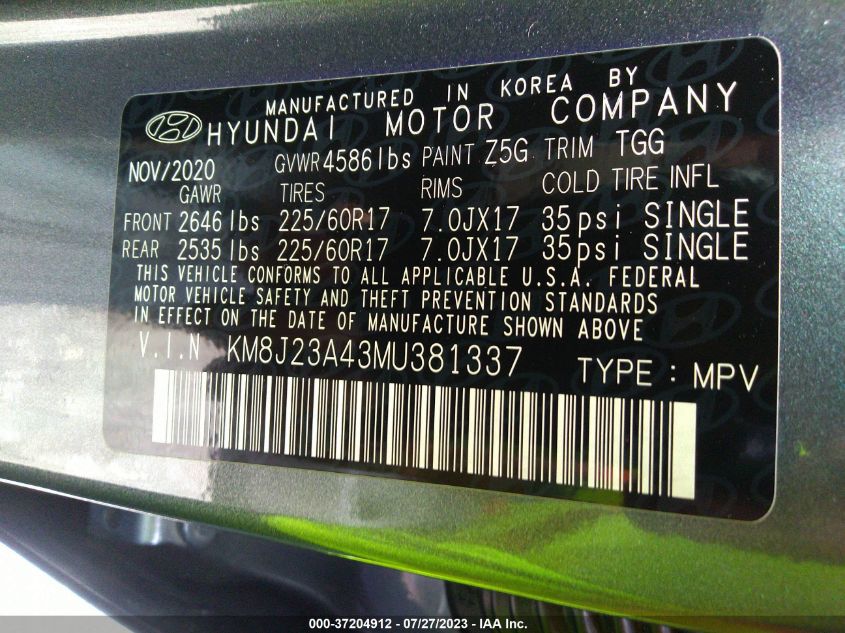 MANUFACTURED IN KOREA BY
HYUNDAI MOTOR COMPANY
NOV/2020 GVWR 4586 lbs PAINT Z5G TRIM TGG
GAWR TIRES RIMS COLD TIRE INFL
FRONT 2646 lbs 225/60R17 7.0JX17 35psi SINGLE
REAR 2535 lbs 225/60R17 7.0JX17 35psi SINGLE
THIS VEHICLE CONFORMS TO ALL APPLICABLE U.S.A. FEDERAL
MOTOR VEHICLE SAFETY AND THEFT PREVENTION STANDARDS
IN EFFECT ON THE DATE OF MANUFACTURE SHOWN ABOVE
V.I.N KM8J23A43MU381337 TYPE : MPV
000-37204912 - 07/27/2023 - IAA Inc.